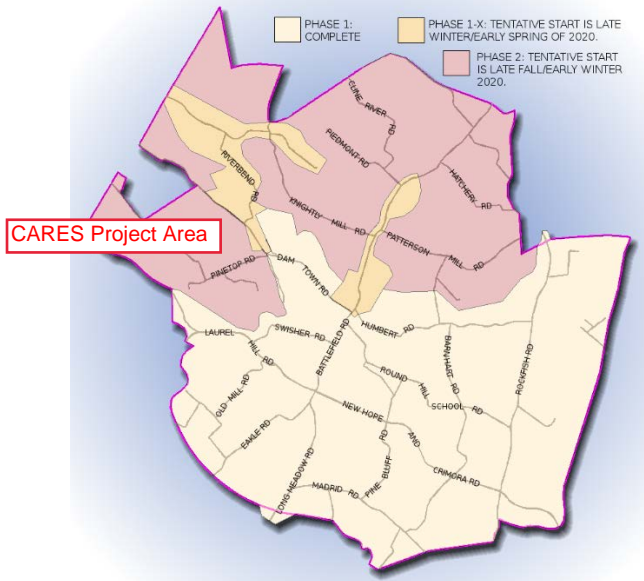 PHASE 1:
COMPLETE
PHASE 1-X: TENTATIVE START IS LATE
WINTER/EARLY SPRING OF 2020.
PHASE 2: TENTATIVE START
IS LATE FALL/EARLY WINTER
2020.
CLINE RIVER RD
PIEDMONT RD
RIVERBEND RD
HATCHERY RD
KNIGHTLY MILL RD
PATTERSON MILL RD
CARES Project Area
PINETOP RD
DAM TOWN RD
LAUREL HILL RD
SWISHER RD
BATTLEFIELD RD
HUMBERT RD
BARNHART RD
ROCKFISH RD
OLD MILL RD
ROUND HILL SCHOOL RD
EAKLE RD
NEW HOPE AND CRIMORA RD
LONG MEADOW RD
MADRID RD
PINE BLUFF RD